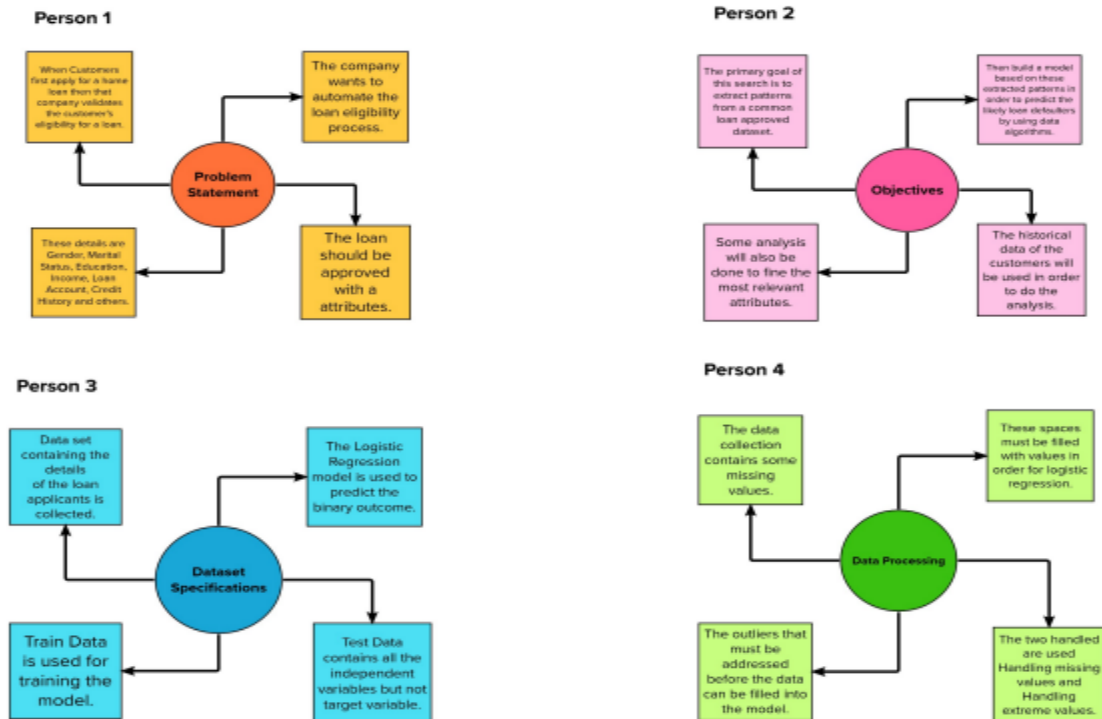 Person 1
When Customers
first apply for a home
loan then that
company validates
the customer's
eligibility for a loan.
The company
wants to
automate the
loan eligibility
process.
Problem
Statement
These details are
Gender, Marital
Status, Education,
Income, Loan
Account, Credit
History and others.
The loan
should be
approved
with a
attributes.
Person 2
The primary goal of
this search is to
extract patterns
from a common
loan approved
dataset.
Then build a model
based on these
extracted patterns in
order to predict the
likely loan defaulters
by using data
algorithms.
Objectives
Some analysis
will also be
done to fine the
most relevant
attributes.
The historical
data of the
customers will
be used in order
to do the
analysis.
Person 3
Data set
containing the
details
of the loan
applicants is
collected.
The Logistic
Regression
model is used to
predict the
binary outcome.
Dataset
Specifications
Train Data
is used for
training the
model.
Test Data
contains all the
independent
variables but not
target variable.
Person 4
The data
collection
contains some
missing
values.
These spaces
must be filled
with values in
order for logistic
regression.
Data Processing
The outliers that
must be
addressed
before the data
can be filled into
the model.
The two handled
are used
Handling missing
values and
Handling
extreme values.